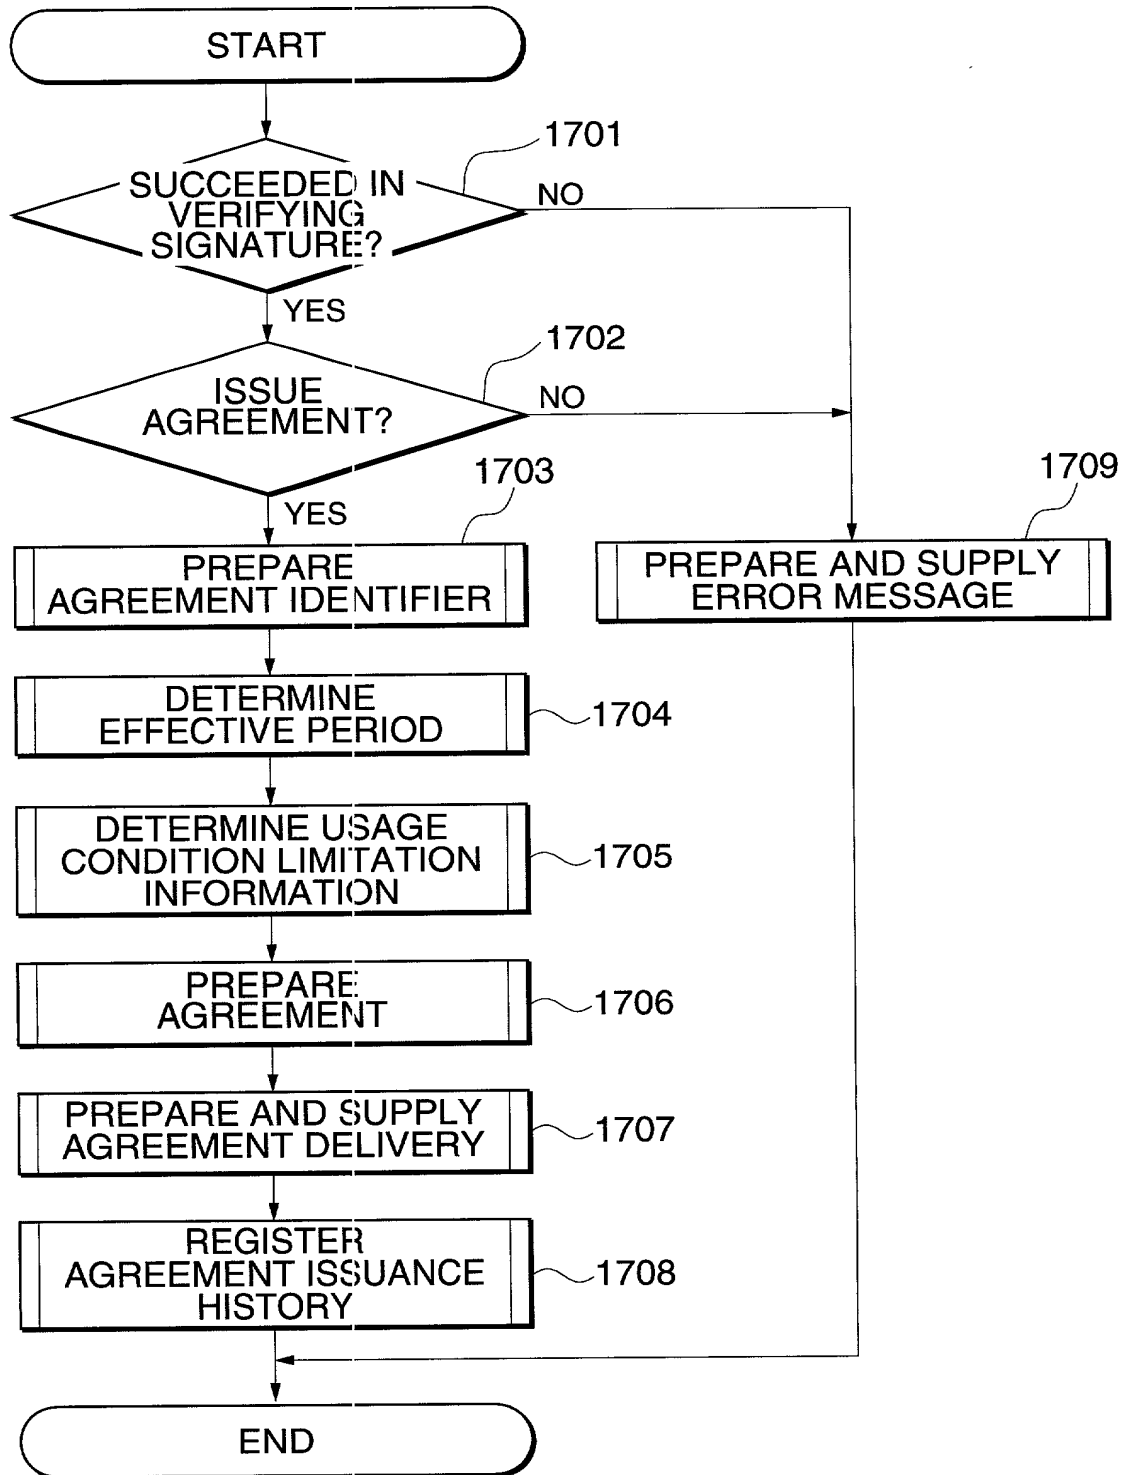 START
1701
SUCCEEDED IN
VERIFYING
SIGNATURE?
NO
YES
1702
ISSUE
AGREEMENT?
NO
YES
1703
PREPARE
AGREEMENT IDENTIFIER
1709
PREPARE AND SUPPLY
ERROR MESSAGE
DETERMINE
EFFECTIVE PERIOD
1704
DETERMINE USAGE
CONDITION LIMITATION
INFORMATION
1705
PREPARE
AGREEMENT
1706
PREPARE AND SUPPLY
AGREEMENT DELIVERY
1707
REGISTER
AGREEMENT ISSUANCE
HISTORY
1708
END